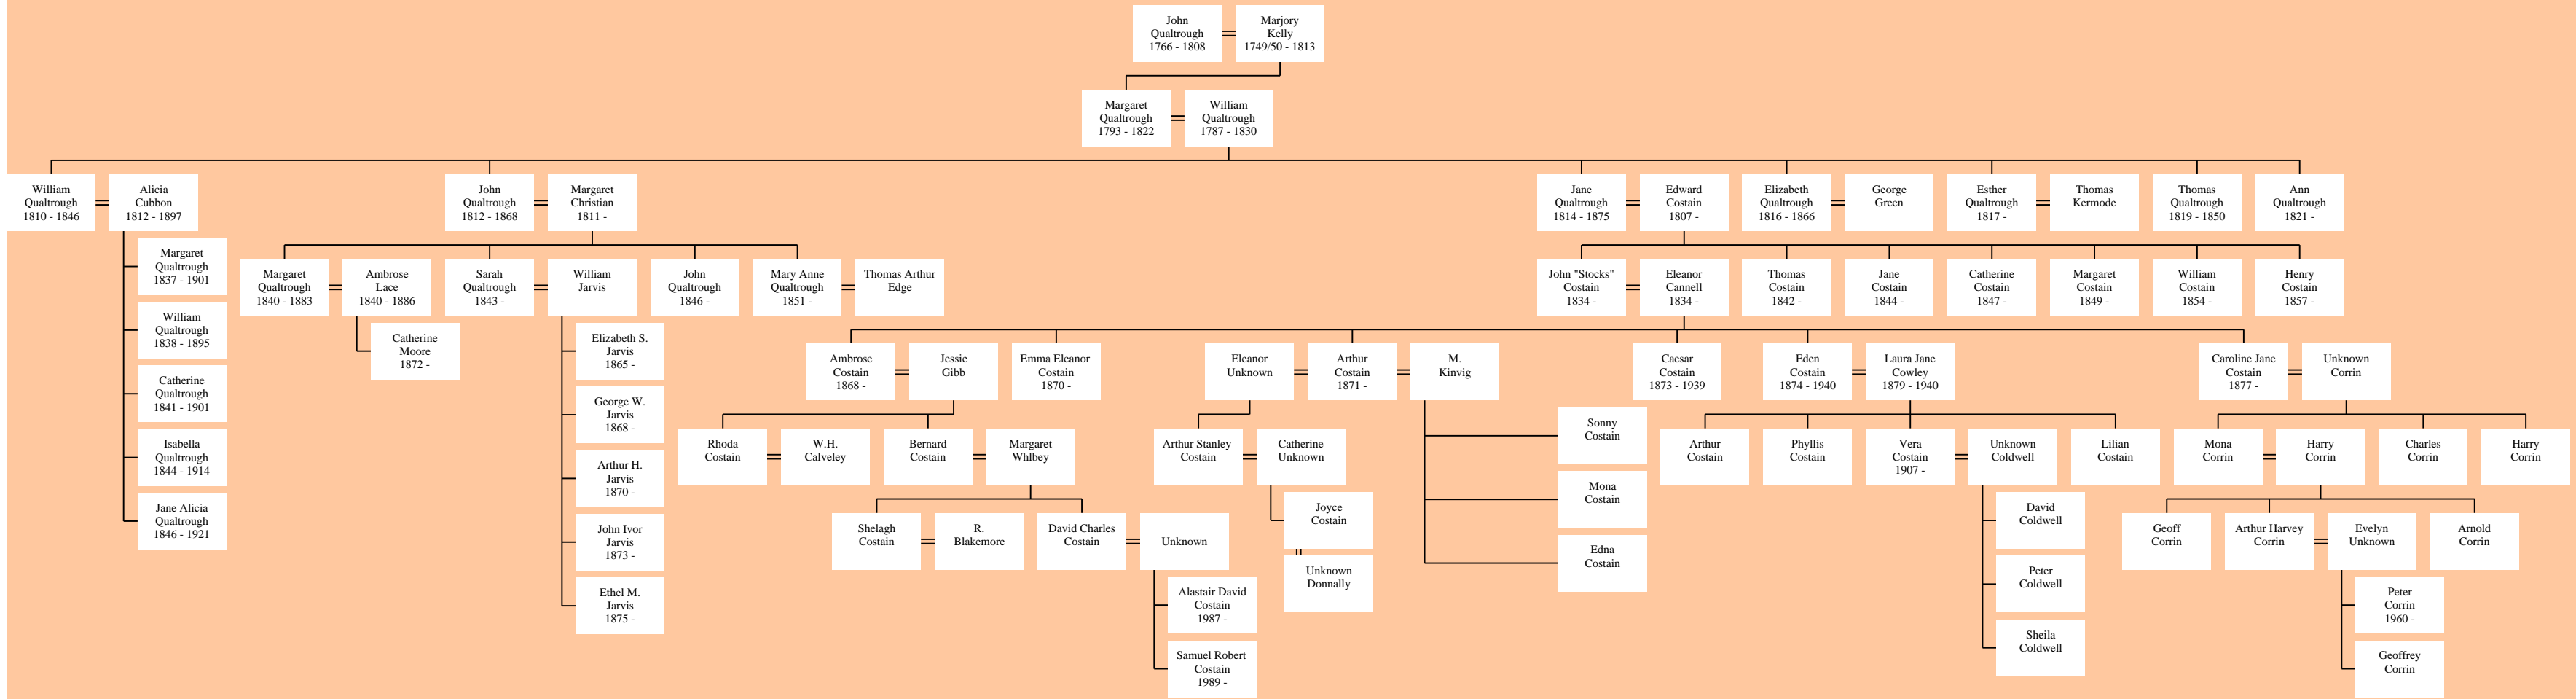 John
Qualtrough
1766 - 1808
Marjory
Kelly
1749/50 - 1813
Margaret
Qualtrough
1793 - 1822
William
Qualtrough
1787 - 1830
William
Qualtrough
1810 - 1846
Alicia
Cubbon
1812 - 1897
John
Qualtrough
1812 - 1868
Margaret
Christian
1811 -
Jane
Qualtrough
1814 - 1875
Edward
Costain
1807 -
Elizabeth
Qualtrough
1816 - 1866
George
Green
Esther
Qualtrough
1817 -
Thomas
Kermode
Thomas
Qualtrough
1819 - 1850
Ann
Qualtrough
1821 -
Margaret
Qualtrough
1837 - 1901
William
Qualtrough
1838 - 1895
Catherine
Qualtrough
1841 - 1901
Isabella
Qualtrough
1844 - 1914
Jane Alicia
Qualtrough
1846 - 1921
Margaret
Qualtrough
1840 - 1883
Ambrose
Lace
1840 - 1886
Sarah
Qualtrough
1843 -
William
Jarvis
John
Qualtrough
1846 -
Mary Anne
Qualtrough
1851 -
Thomas Arthur
Edge
Catherine
Moore
1872 -
Elizabeth S.
Jarvis
1865 -
George W.
Jarvis
1868 -
Arthur H.
Jarvis
1870 -
John Ivor
Jarvis
1873 -
Ethel M.
Jarvis
1875 -
John "Stocks"
Costain
1834 -
Eleanor
Cannell
1834 -
Thomas
Costain
1842 -
Jane
Costain
1844 -
Catherine
Costain
1847 -
Margaret
Costain
1849 -
William
Costain
1854 -
Henry
Costain
1857 -
Ambrose
Costain
1868 -
Jessie
Gibb
Emma Eleanor
Costain
1870 -
Eleanor
Unknown
Arthur
Costain
1871 -
M.
Kinvig
Caesar
Costain
1873 - 1939
Eden
Costain
1874 - 1940
Laura Jane
Cowley
1879 - 1940
Caroline Jane
Costain
1877 -
Unknown
Corrin
Rhoda
Costain
W.H.
Calveley
Bernard
Costain
Margaret
Whlbey
Arthur Stanley
Costain
Catherine
Unknown
Sonny
Costain
Mona
Costain
Edna
Costain
Arthur
Costain
Phyllis
Costain
Vera
Costain
1907 -
Unknown
Coldwell
Lilian
Costain
Mona
Corrin
Harry
Corrin
Charles
Corrin
Harry
Corrin
Shelagh
Costain
R.
Blakemore
David Charles
Costain
Unknown
Joyce
Costain
Unknown
Donnally
David
Coldwell
Peter
Coldwell
Sheila
Coldwell
Geoff
Corrin
Arthur Harvey
Corrin
Evelyn
Unknown
Arnold
Corrin
Alastair David
Costain
1987 -
Samuel Robert
Costain
1989 -
Peter
Corrin
1960 -
Geoffrey
Corrin